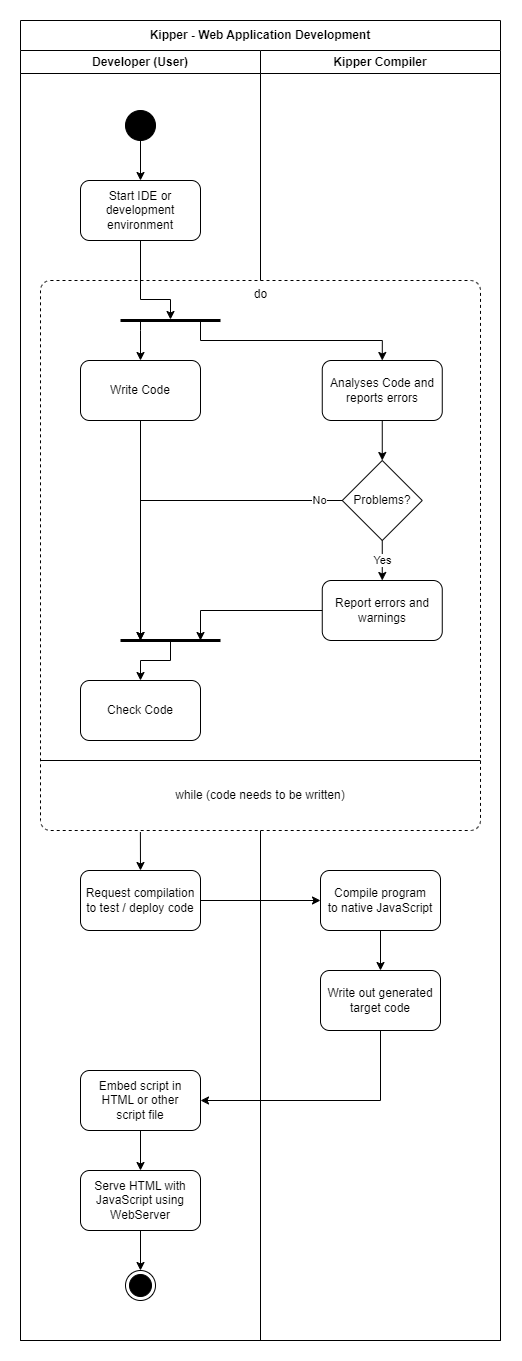 Kipper - Web Application Development
Developer (User)
Kipper Compiler
Start IDE or
development
environment
do
Write Code
Analyses Code and
reports errors
No
Problems?
Yes
Report errors and
warnings
Check Code
while (code needs to be written)
Request compilation
to test / deploy code
Compile program
to native JavaScript
Write out generated
target code
Embed script in
HTML or other
script file
Serve HTML with
JavaScript using
WebServer